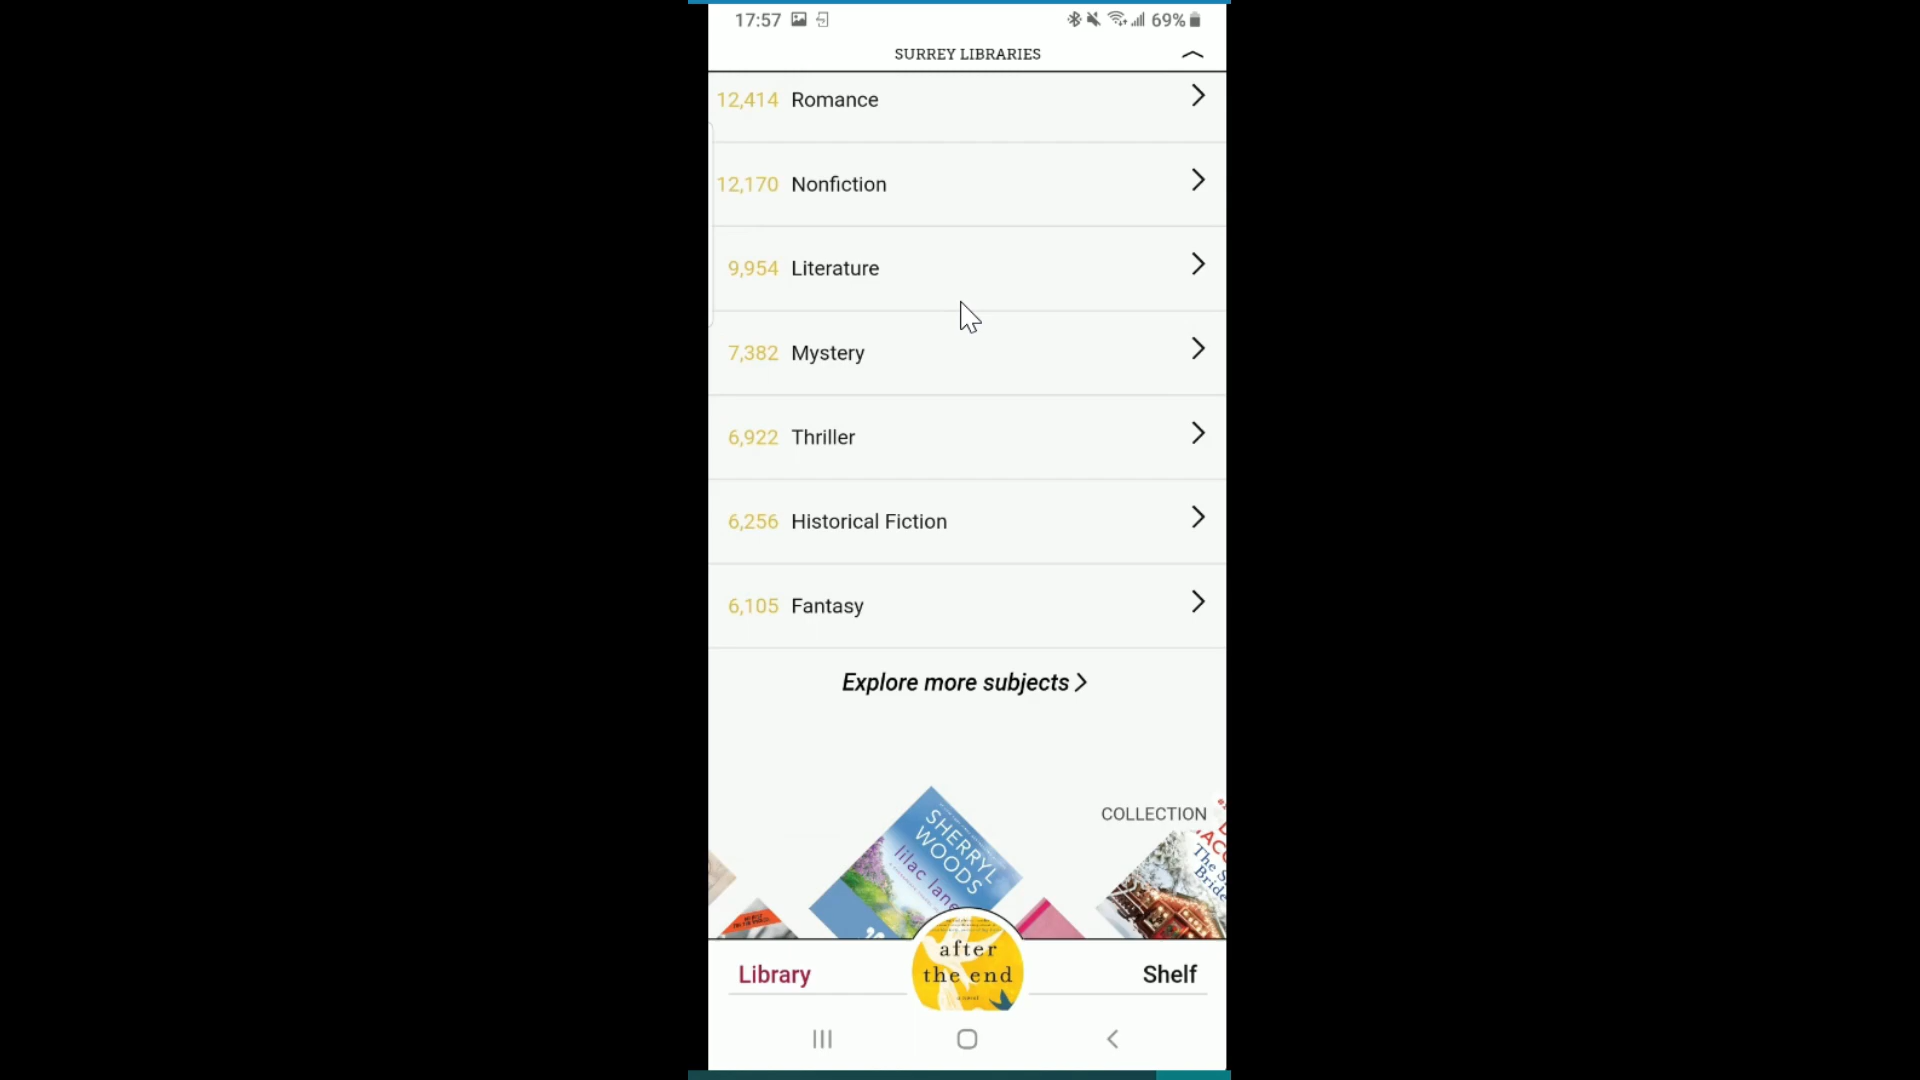 17:57
69%
SURREY LIBRARIES
12,414 Romance
12,170 Nonfiction
9,954 Literature
7,382 Mystery
6,922 Thriller
6,256 Historical Fiction
6,105 Fantasy
Explore more subjects
COLLECTION
SHERRYL
WOODS
lilac lane
The
after
the end
a novel
Library
Shelf